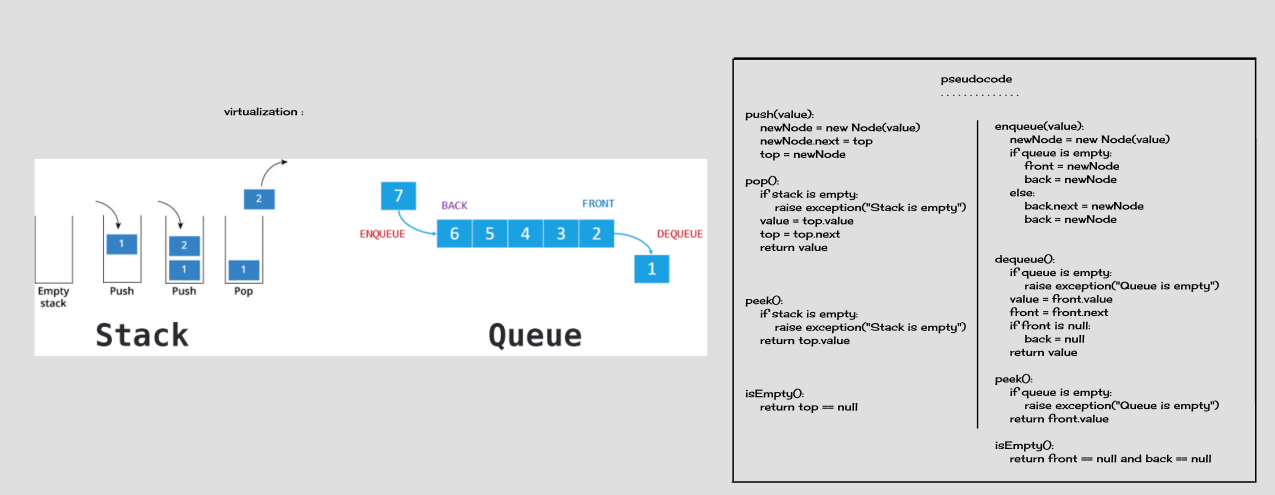 virtualization :
2
1
2
1
1
Empty
stack
Push
Push
Pop
Stack
7
BACK
FRONT
ENQUEUE
6 5 4 3 2
DEQUEUE
1
Queue
pseudocode
..............
push(value):
newNode = new Node(value)
newNode.next = top
top = newNode
pop():
if stack is empty:
raise exception("Stack is empty")
value = top.value
top = top.next
return value
peek():
if stack is empty:
raise exception("Stack is empty")
return top.value
isEmpty():
return top == null
enqueue(value):
newNode = new Node(value)
if queue is empty:
front = newNode
back = newNode
else:
back.next = newNode
back = newNode
dequeue():
if queue is empty:
raise exception("Queue is empty")
value = front.value
front = front.next
if front is null:
back = null
return value
peek():
if queue is empty:
raise exception("Queue is empty")
return front.value
isEmpty():
return front == null and back == null